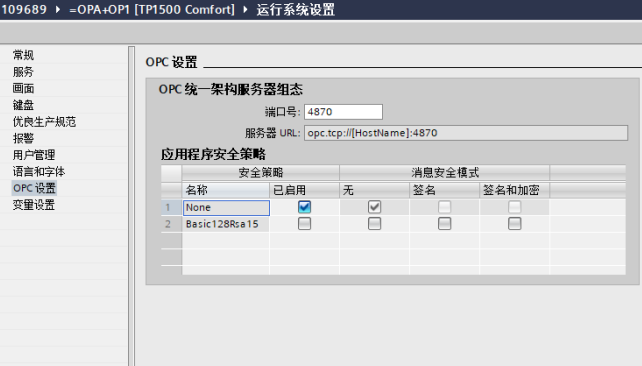 109689 ▸ =OPA+OP1 [TP1500 Comfort] ▸ 运行系统设置
常规
服务
画面
键盘
优良生产规范
报警
用户管理
语言和字体
OPC 设置
变量设置
OPC 设置
OPC 统一架构服务器组态
端口号: 4870
服务器 URL: opc.tcp://[HostName]:4870
应用程序安全策略
安全策略 消息安全模式
名称 已启用 无 签名 签名和加密
1 None
2 Basic128Rsa15